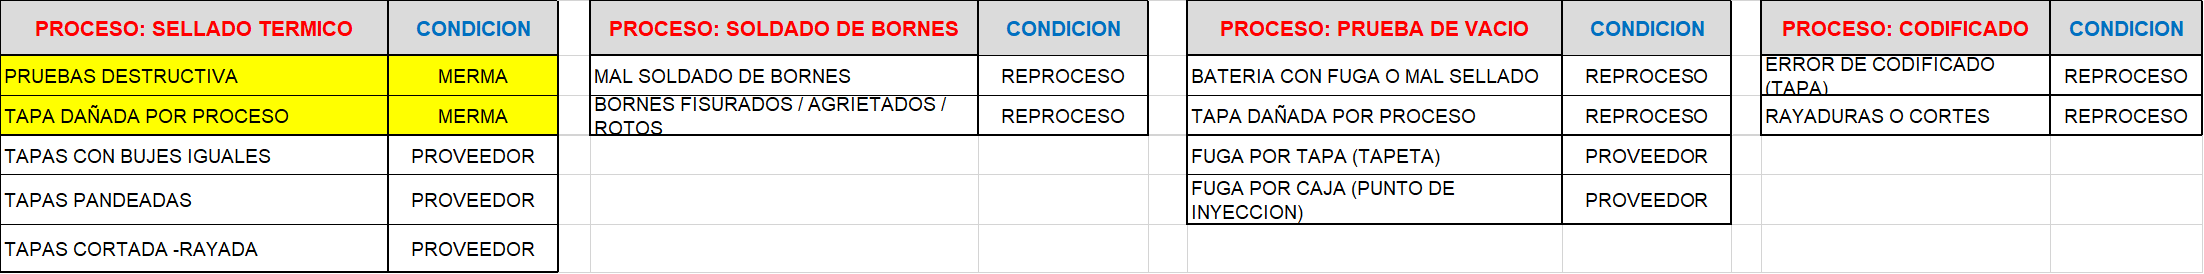 PROCESO: SELLADO TERMICO CONDICION
PRUEBAS DESTRUCTIVA MERMA
TAPA DAÑADA POR PROCESO MERMA
TAPAS CON BUJES IGUALES PROVEEDOR
TAPAS PANDEADAS PROVEEDOR
TAPAS CORTADA -RAYADA PROVEEDOR
PROCESO: SOLDADO DE BORNES CONDICION
MAL SOLDADO DE BORNES REPROCESO
BORNES FISURADOS / AGRIETADOS /
ROTOS REPROCESO
PROCESO: PRUEBA DE VACIO CONDICION
BATERIA CON FUGA O MAL SELLADO REPROCESO
TAPA DAÑADA POR PROCESO REPROCESO
FUGA POR TAPA (TAPETA) PROVEEDOR
FUGA POR CAJA (PUNTO DE
INYECCION) PROVEEDOR
PROCESO: CODIFICADO CONDICION
ERROR DE CODIFICADO
(TAPA) REPROCESO
RAYADURAS O CORTES REPROCESO